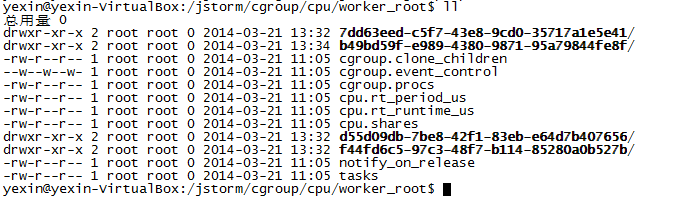 yexin@yexin-VirtualBox:/jstorm/cgroup/cpu/worker_root$ ll
总用量 0
drwxr-xr-x 2 root root 0 2014-03-21 13:32 7dd63eed-c5f7-43e8-9cd0-35717a1e5e41/
drwxr-xr-x 2 root root 0 2014-03-21 13:34 b49bd59f-e989-4380-9871-95a79844fe8f/
-rw-r--r-- 1 root root 0 2014-03-21 11:05 cgroup.clone_children
--w--w--w- 1 root root 0 2014-03-21 11:05 cgroup.event_control
-rw-r--r-- 1 root root 0 2014-03-21 11:05 cgroup.procs
-rw-r--r-- 1 root root 0 2014-03-21 11:05 cpu.rt_period_us
-rw-r--r-- 1 root root 0 2014-03-21 11:05 cpu.rt_runtime_us
-rw-r--r-- 1 root root 0 2014-03-21 11:05 cpu.shares
drwxr-xr-x 2 root root 0 2014-03-21 13:32 d55d09db-7be8-42f1-83eb-e64d7b407656/
drwxr-xr-x 2 root root 0 2014-03-21 13:32 f44fd6c5-97c3-48f7-b114-85280a0b527b/
-rw-r--r-- 1 root root 0 2014-03-21 11:05 notify_on_release
-rw-r--r-- 1 root root 0 2014-03-21 11:05 tasks
yexin@yexin-VirtualBox:/jstorm/cgroup/cpu/worker_root$